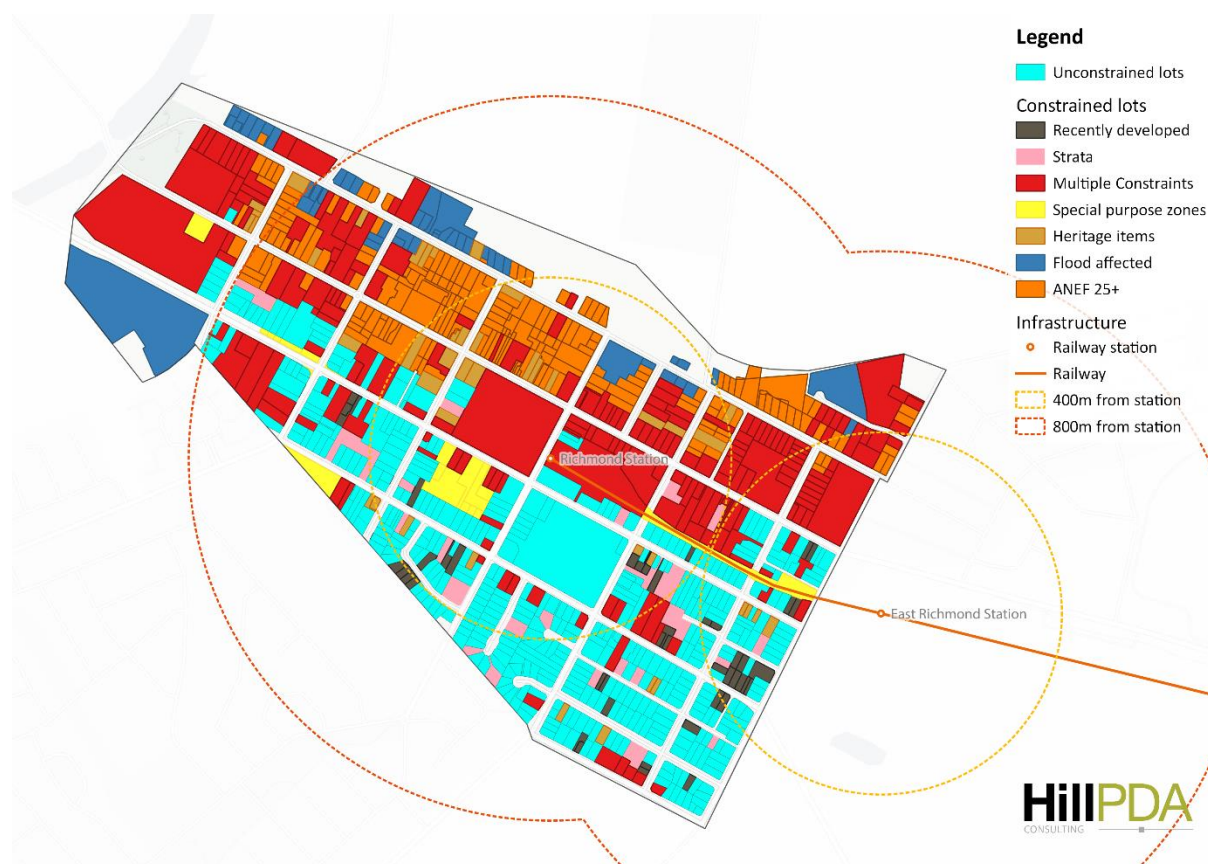 Legend
Unconstrained lots
Constrained lots
Recently developed
Strata
Multiple Constraints
Special purpose zones
Heritage items
Flood affected
ANEF 25+
Infrastructure
Railway station
Railway
400m from station
800m from station
Richmond Station
East Richmond Station
HillPDA
CONSULTING